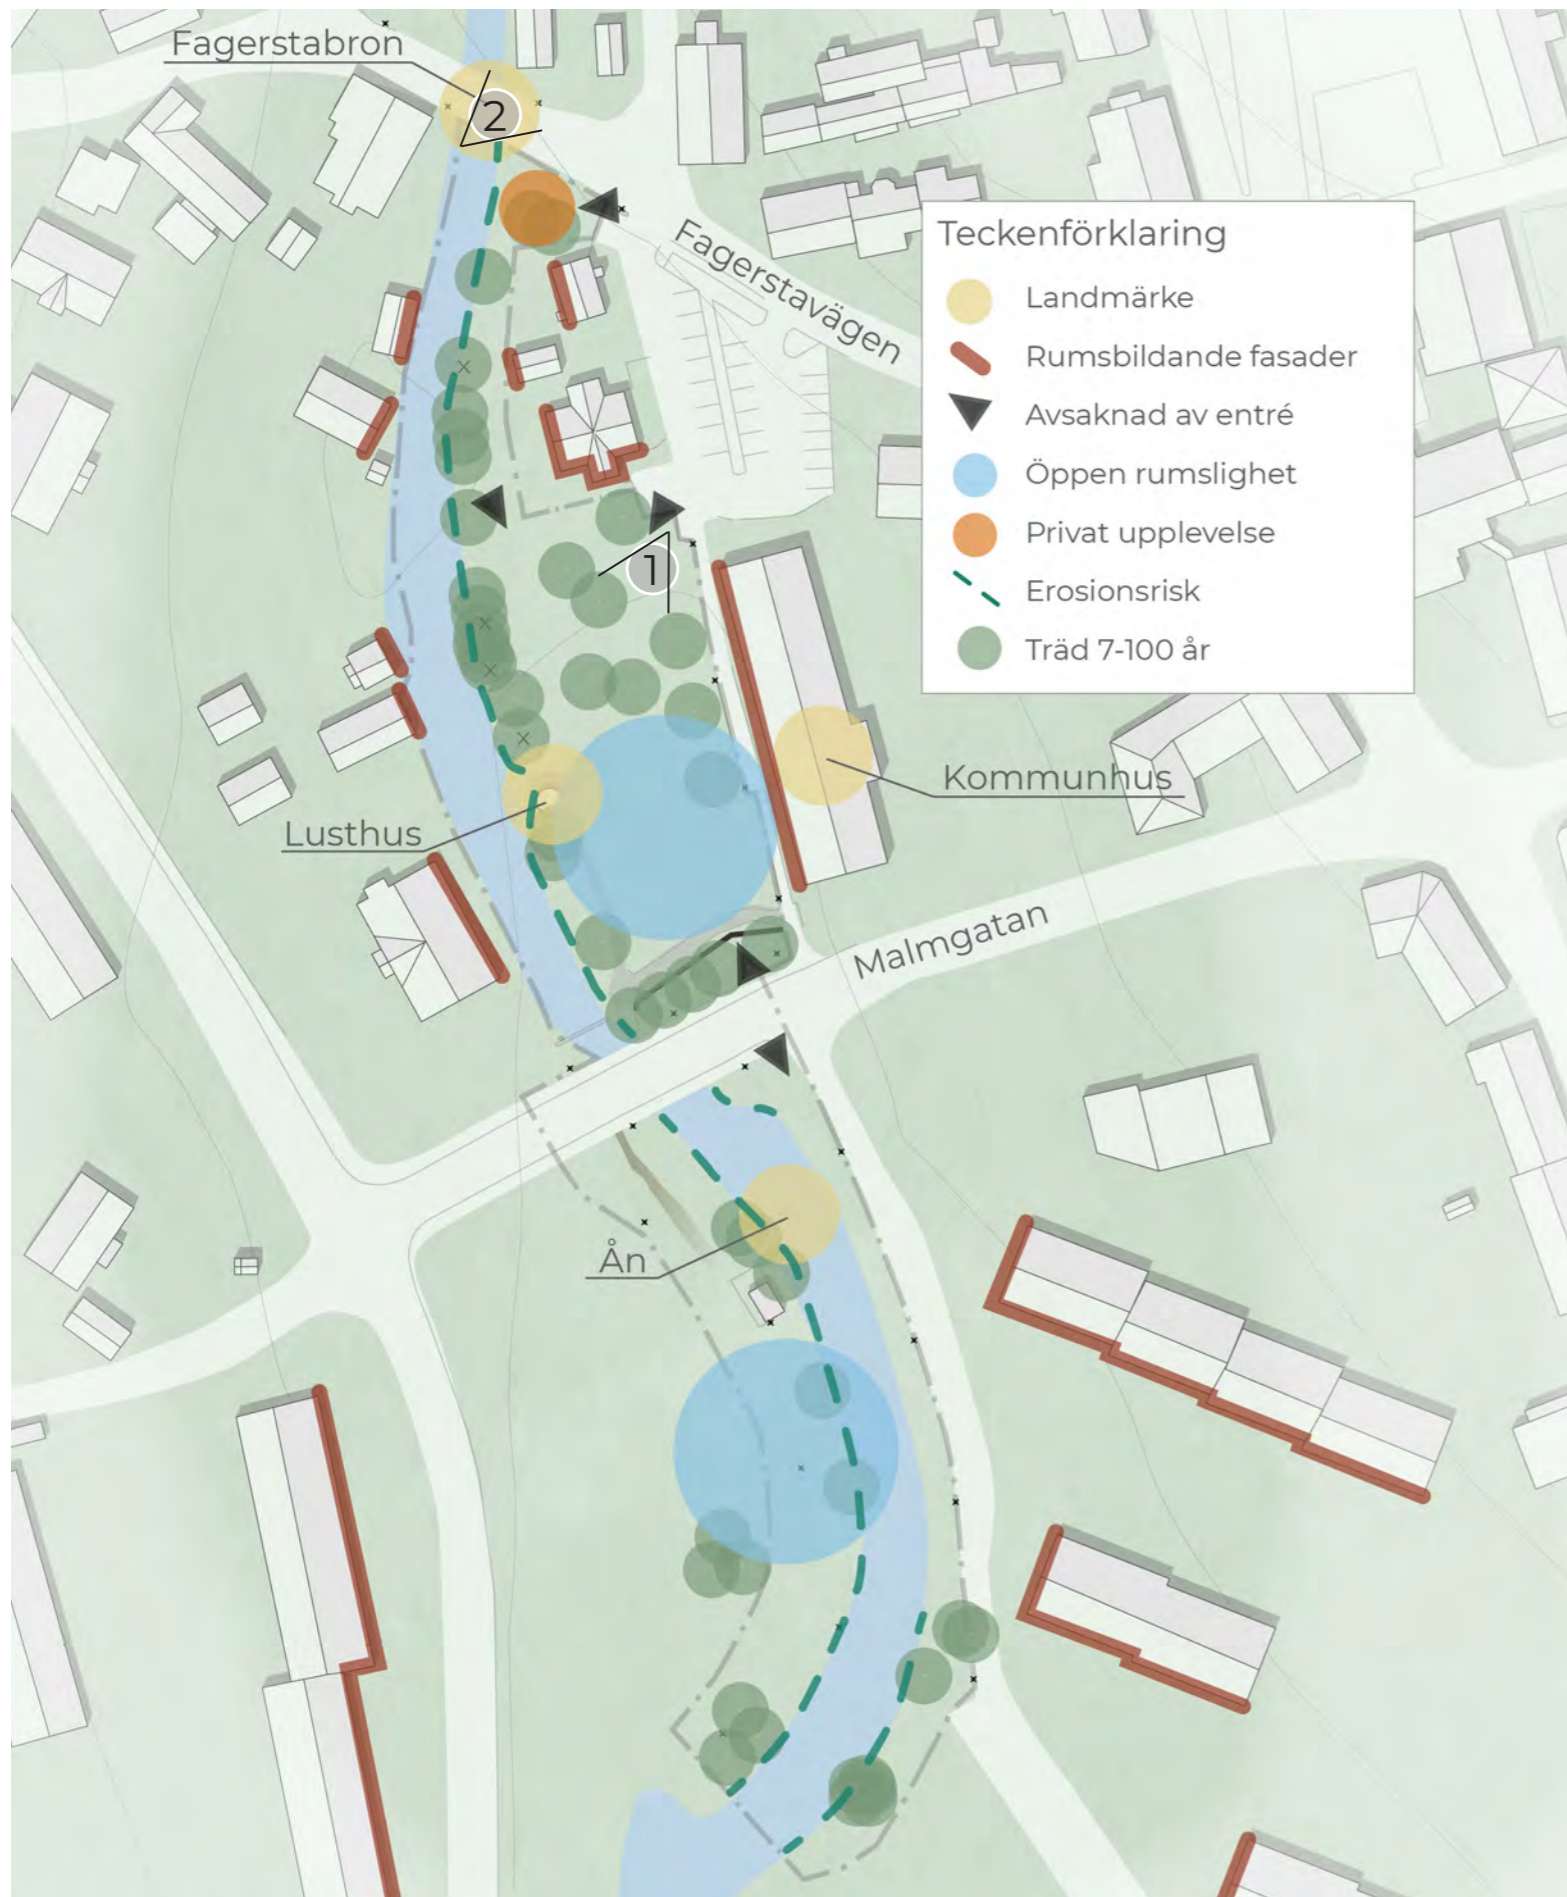 Fagerstabron
2
Fagerstavägen
Teckenförklaring
Landmärke
Rumsbildande fasader
Avsaknad av entré
Öppen rumslighet
Privat upplevelse
Erosionsrisk
Träd 7-100 år
1
Kommunhus
Lusthus
Malmgatan
Ån